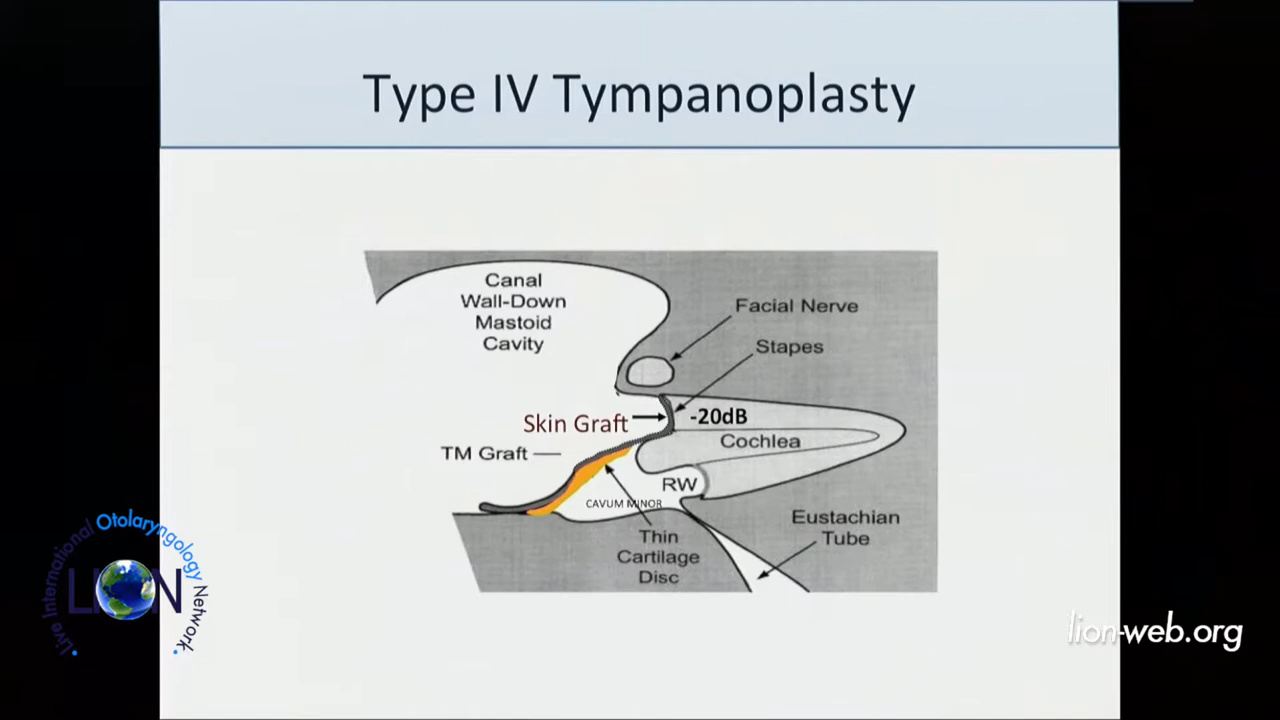 Type IV Tympanoplasty
Canal
Wall-Down
Mastoid
Cavity
Facial Nerve
Stapes
Skin Graft
-20dB
Cochlea
TM Graft
RW
CAVUM MINOR
Thin
Cartilage
Disc
Eustachian
Tube
Live International Otolaryngology Network
LION
lion-web.org